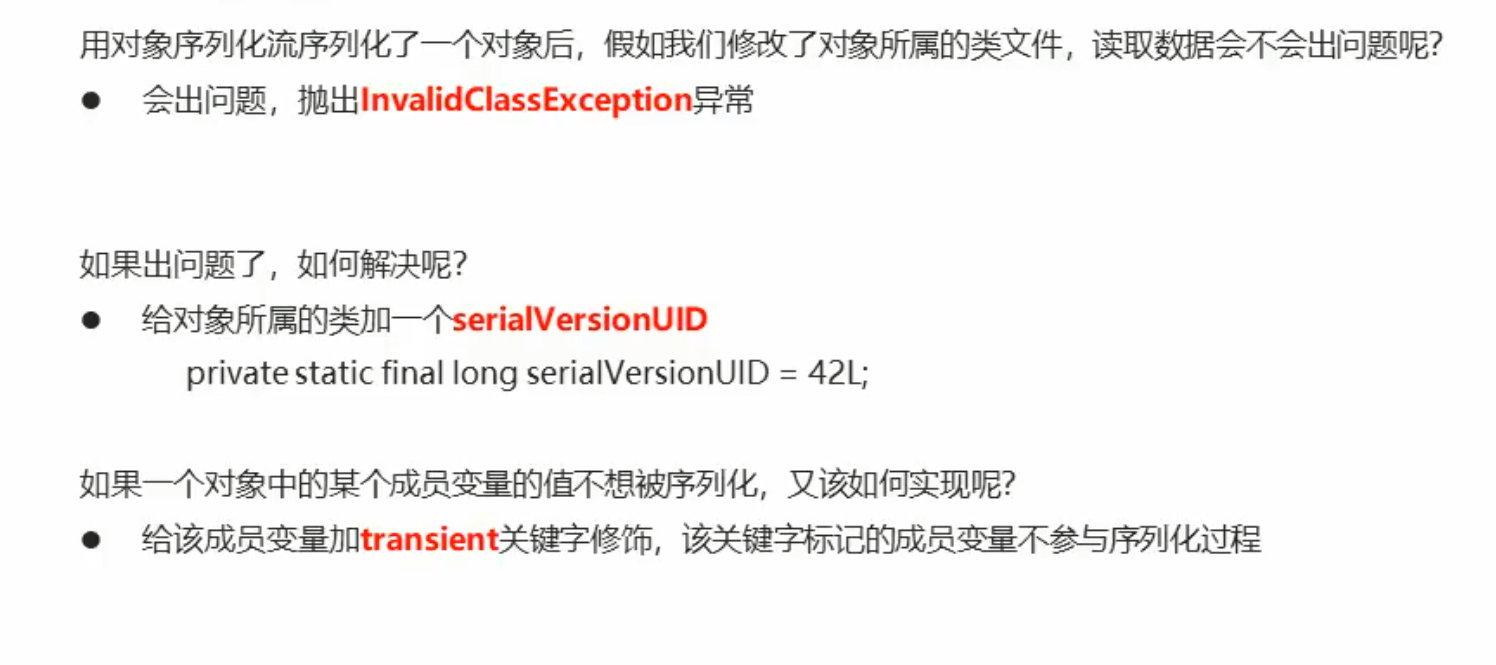 用对象序列化流序列化了一个对象后，假如我们修改了对象所属的类文件，读取数据会不会出问题呢?
● 会出问题，抛出InvalidClassException异常
如果出问题了，如何解决呢?
● 给对象所属的类加一个serialVersionUID
private static final long serialVersionUID = 42L;
如果一个对象中的某个成员变量的值不想被序列化，又该如何实现呢?
● 给该成员变量加transient关键字修饰，该关键字标记的成员变量不参与序列化过程